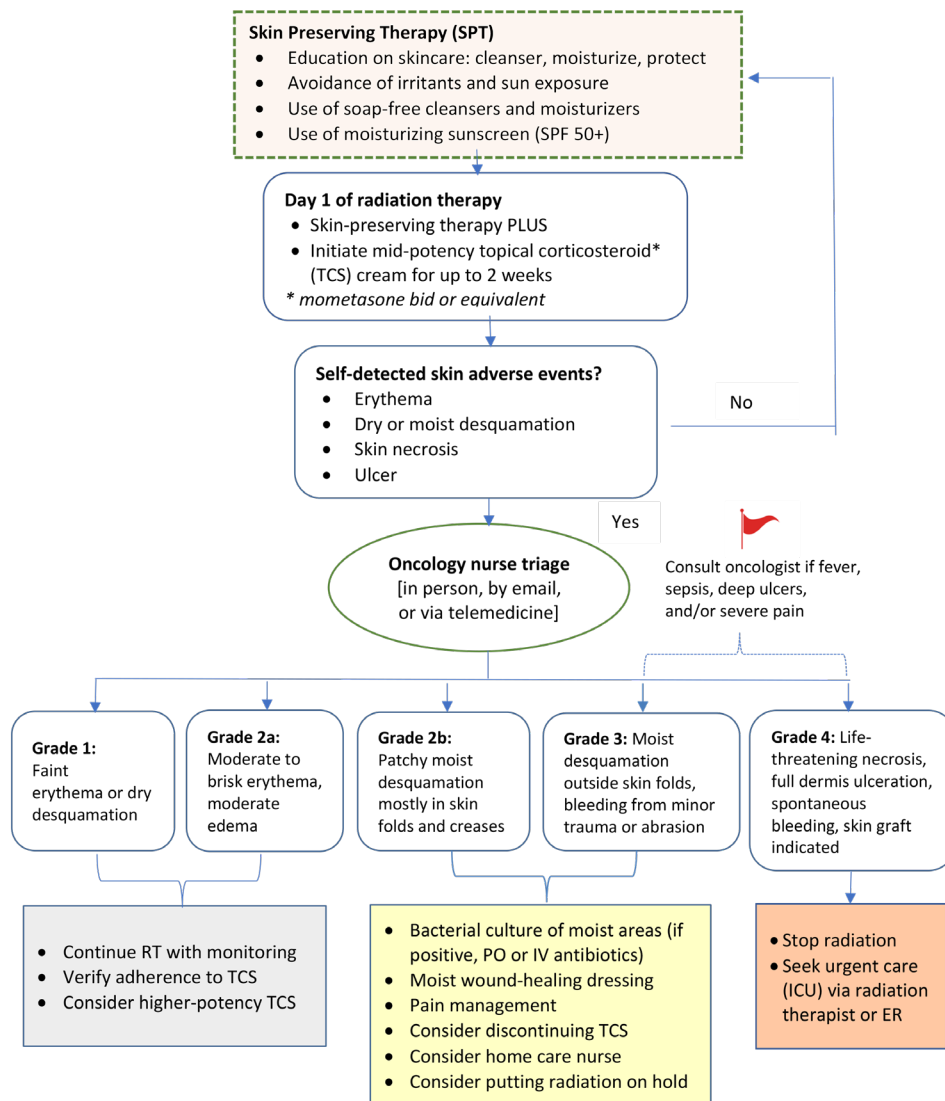 Skin Preserving Therapy (SPT)
• Education on skincare: cleanser, moisturize, protect
• Avoidance of irritants and sun exposure
• Use of soap-free cleansers and moisturizers
• Use of moisturizing sunscreen (SPF 50+)
Day 1 of radiation therapy
• Skin-preserving therapy PLUS
• Initiate mid-potency topical corticosteroid*
(TCS) cream for up to 2 weeks
* mometasone bid or equivalent
Self-detected skin adverse events?
• Erythema
• Dry or moist desquamation
• Skin necrosis
• Ulcer
No
Yes
Oncology nurse triage
[in person, by email,
or via telemedicine]
Consult oncologist if fever,
sepsis, deep ulcers,
and/or severe pain
Grade 1:
Faint
erythema or dry
desquamation
Grade 2a:
Moderate to
brisk erythema,
moderate
edema
Grade 2b:
Patchy moist
desquamation
mostly in skin
folds and creases
Grade 3: Moist
desquamation
outside skin folds,
bleeding from minor
trauma or abrasion
Grade 4: Life-
threatening necrosis,
full dermis ulceration,
spontaneous
bleeding, skin graft
indicated
• Continue RT with monitoring
• Verify adherence to TCS
• Consider higher-potency TCS
• Bacterial culture of moist areas (if
positive, PO or IV antibiotics)
• Moist wound-healing dressing
• Pain management
• Consider discontinuing TCS
• Consider home care nurse
• Consider putting radiation on hold
• Stop radiation
• Seek urgent care
(ICU) via radiation
therapist or ER